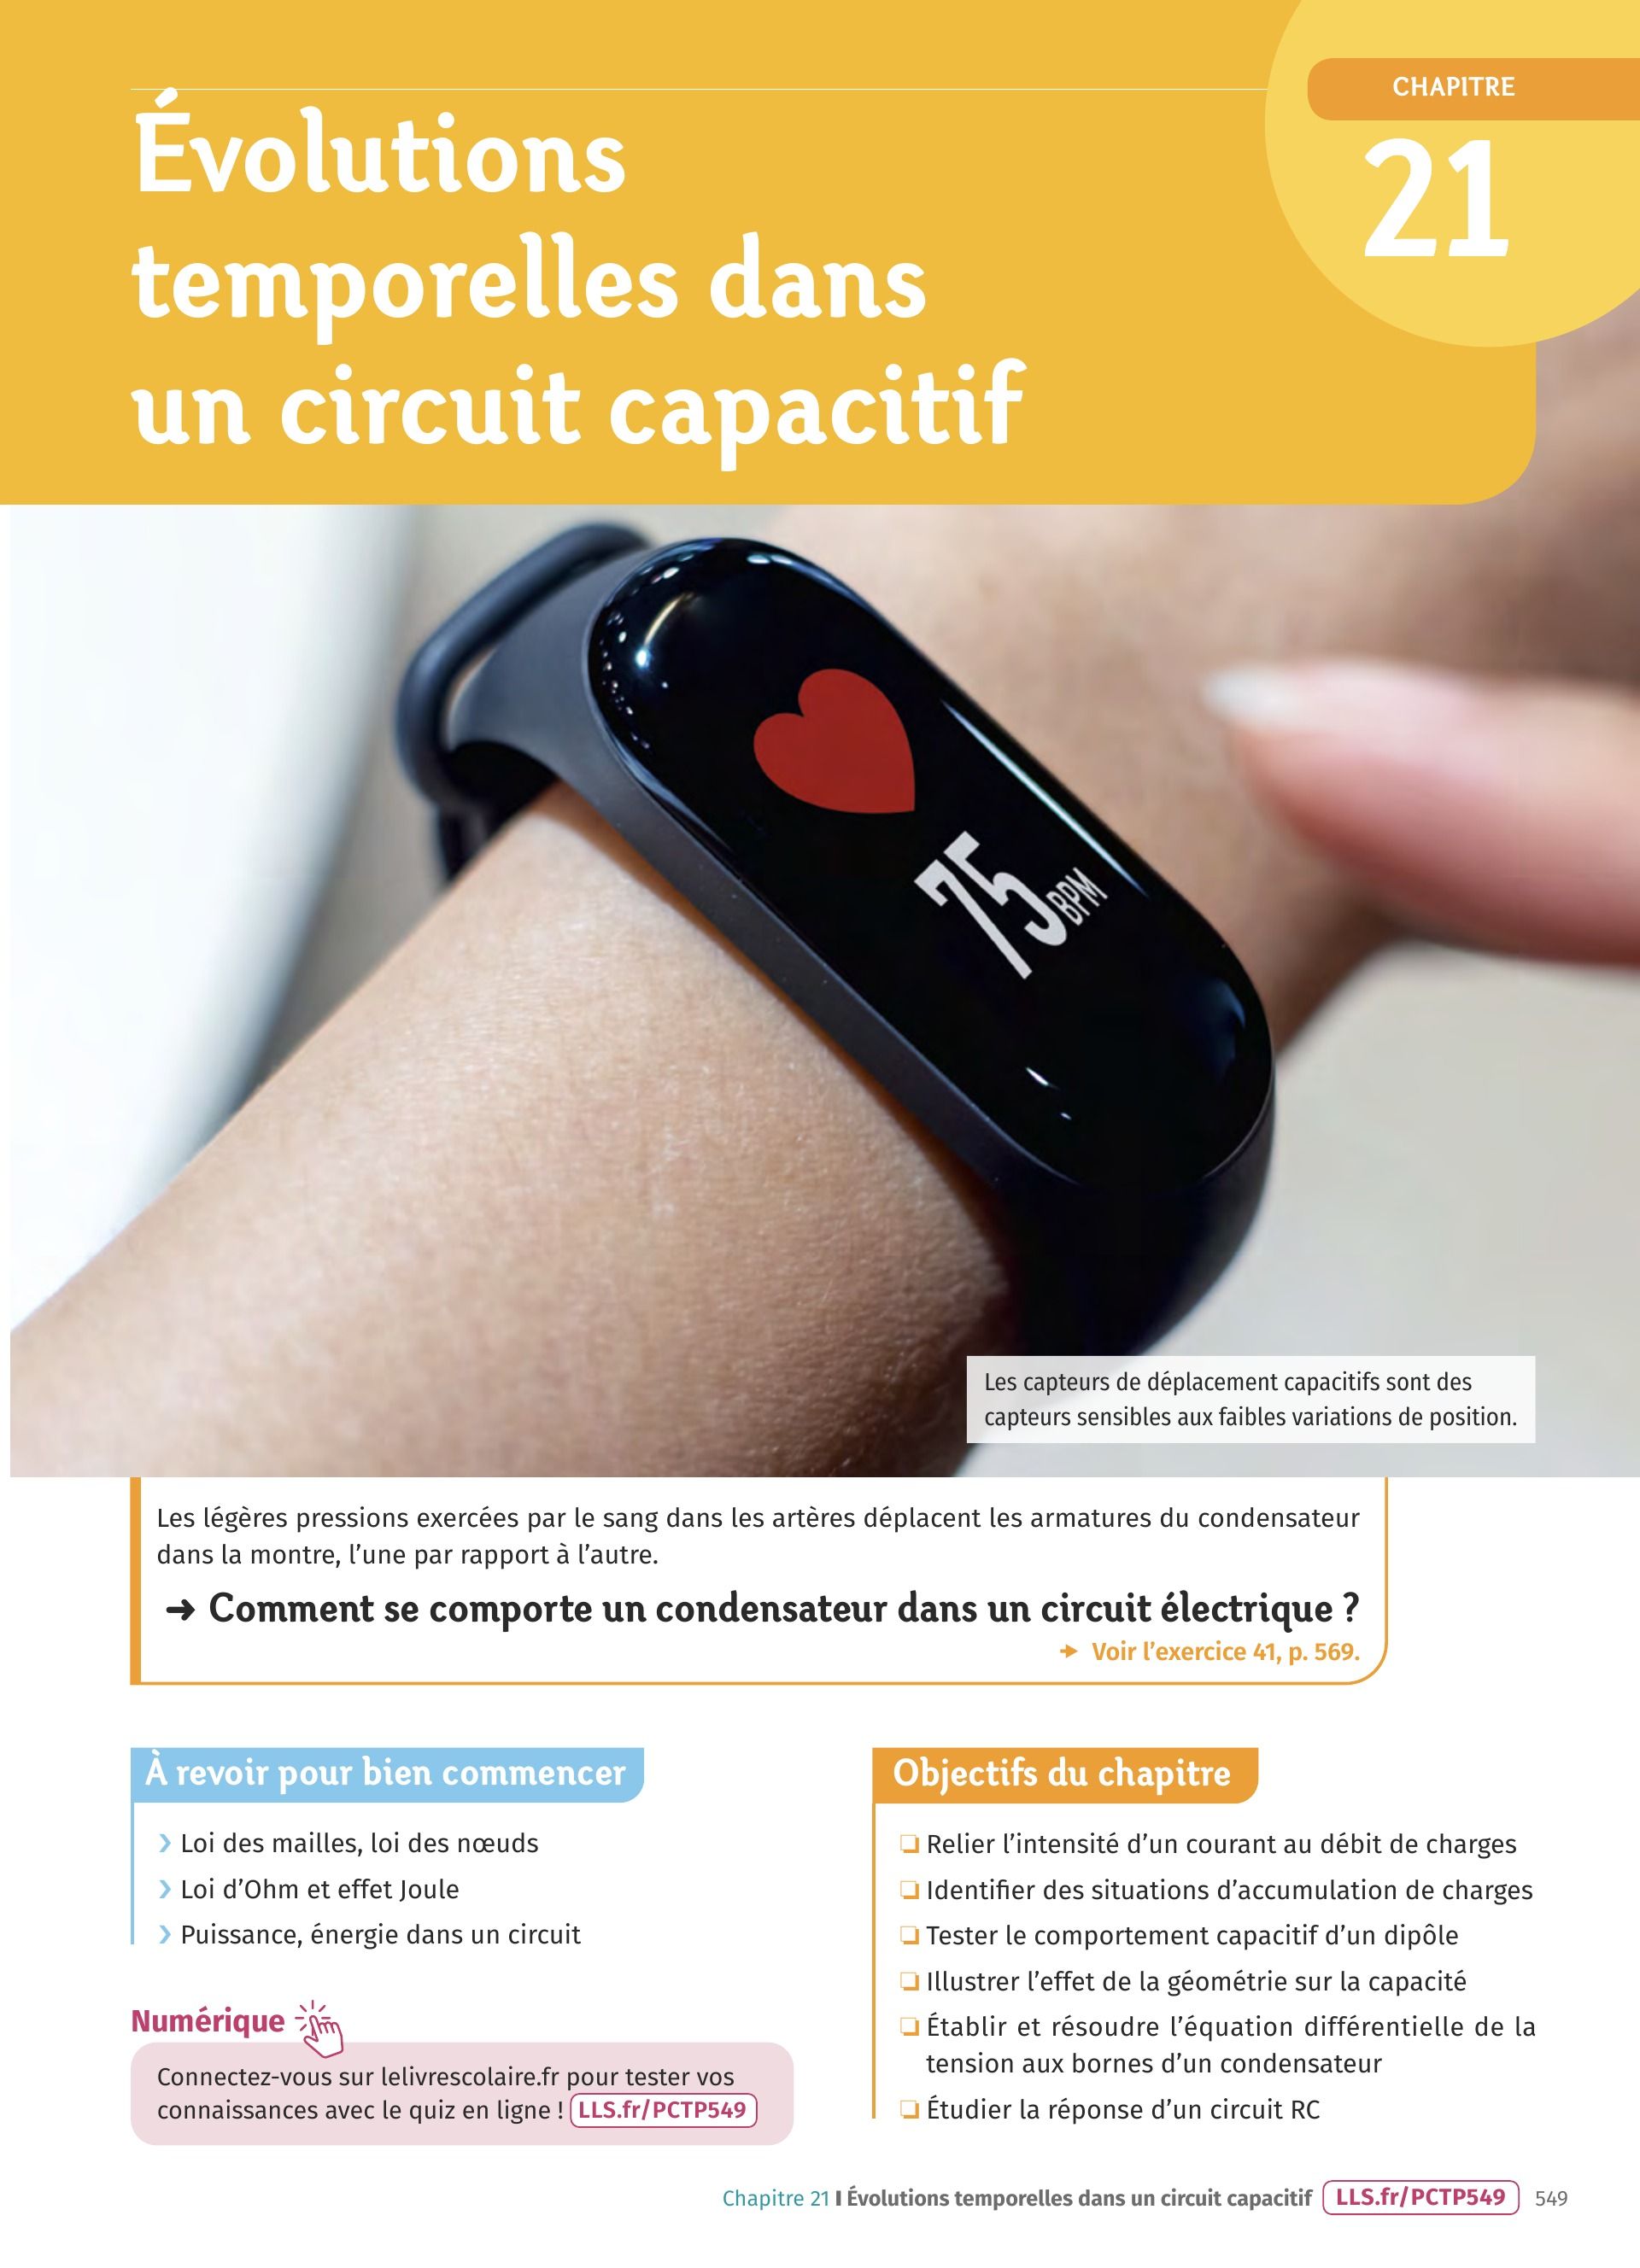 CHAPITRE
21
Évolutions
temporelles dans
un circuit capacitif
75 BPM
Les capteurs de déplacement capacitifs sont des
capteurs sensibles aux faibles variations de position.
Les légères pressions exercées par le sang dans les artères déplacent les armatures du condensateur
dans la montre, l’une par rapport à l’autre.
➜ Comment se comporte un condensateur dans un circuit électrique ?
Voir l’exercice 41, p. 569.
À revoir pour bien commencer
Loi des mailles, loi des nœuds
Loi d’Ohm et effet Joule
Puissance, énergie dans un circuit
Numérique
Connectez-vous sur lelivrescolaire.fr pour tester vos
connaissances avec le quiz en ligne ! LLS.fr/PCTP549
Objectifs du chapitre
❏ Relier l’intensité d’un courant au débit de charges
❏ Identifier des situations d’accumulation de charges
❏ Tester le comportement capacitif d’un dipôle
❏ Illustrer l’effet de la géométrie sur la capacité
❏ Établir et résoudre l’équation différentielle de la
tension aux bornes d’un condensateur
❏ Étudier la réponse d’un circuit RC
Chapitre 21 I Évolutions temporelles dans un circuit capacitif LLS.fr/PCTP549 549